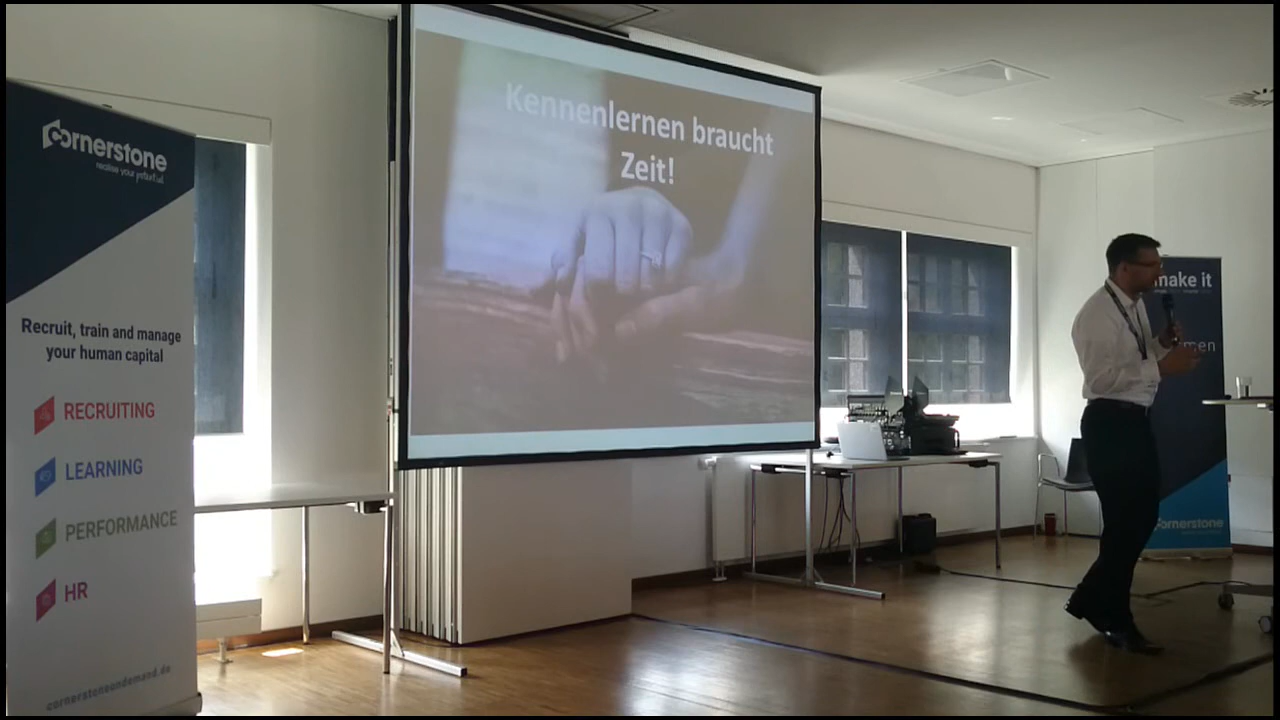 cornerstone
realise your potential.
Recruit, train and manage
your human capital
RECRUITING
LEARNING
PERFORMANCE
HR
cornerstoneondemand.de
Kennenlernen braucht
Zeit!
make it
cornerstone